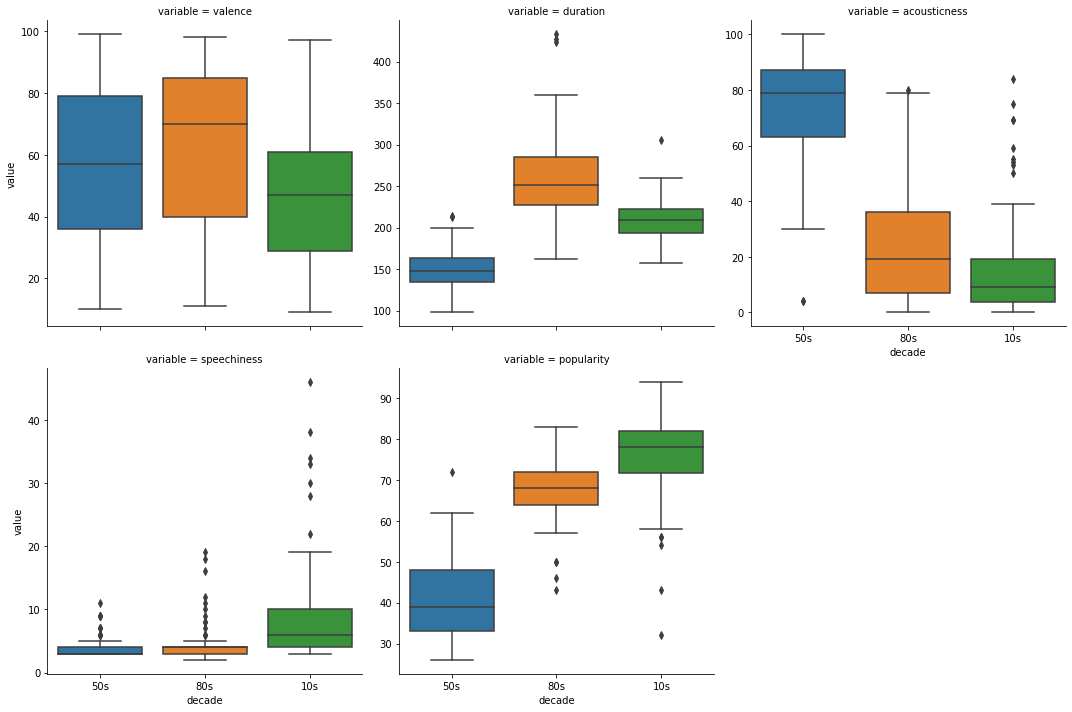 variable = valence
variable = duration
variable = acousticness
100
80
60
40
20
value
400
350
300
250
200
150
100
100
80
60
40
20
0
50s 80s 10s
decade
variable = speechiness
variable = popularity
40
30
20
10
0
value
50s 80s 10s
decade
90
80
70
60
50
40
30
50s 80s 10s
decade